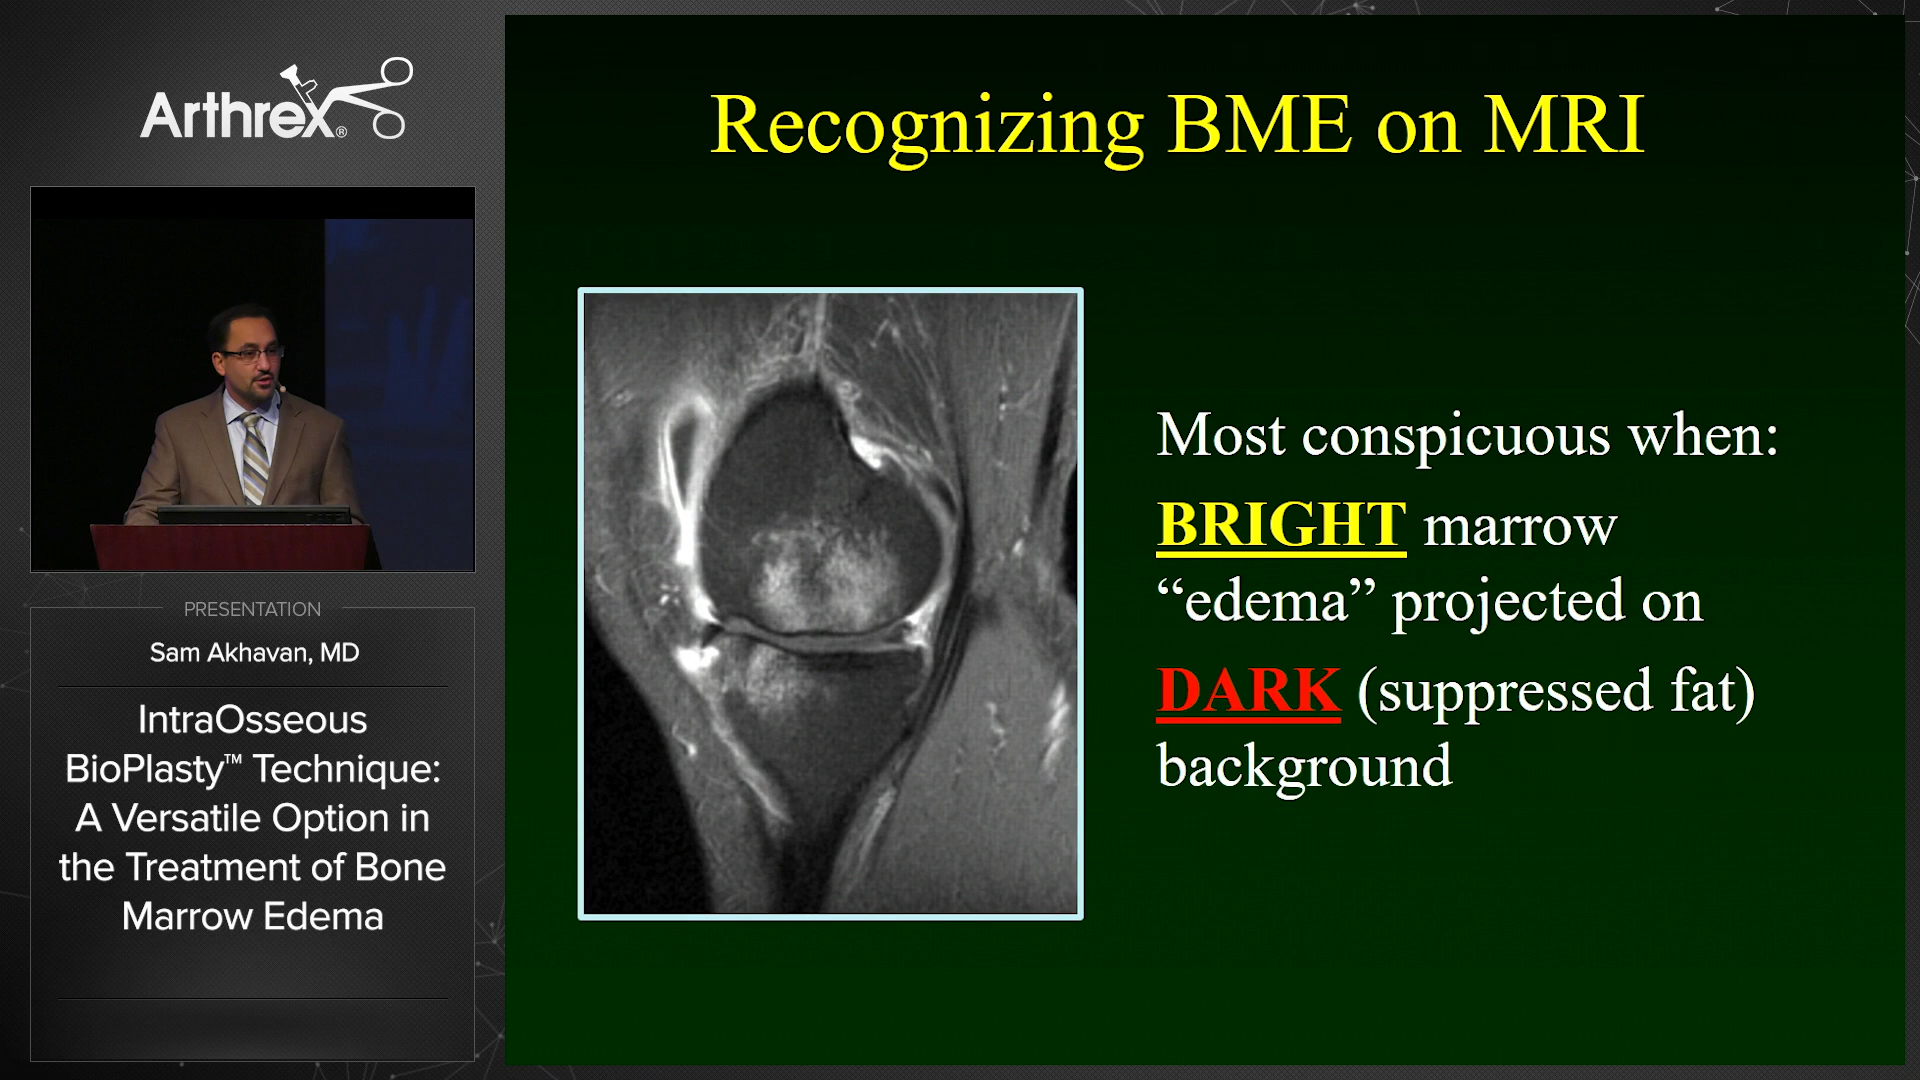 Arthrex®
PRESENTATION
Sam Akhavan, MD
IntraOsseous
BioPlasty™ Technique:
A Versatile Option in
the Treatment of Bone
Marrow Edema
Recognizing BME on MRI
Most conspicuous when:
BRIGHT marrow
“edema” projected on
DARK (suppressed fat)
background